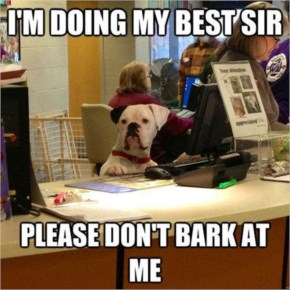 I'M DOING MY BEST SIR
PLEASE DON'T BARK AT
ME